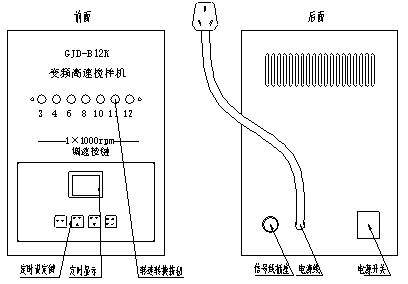 前面
后面
GJD-B12K
变频高速搅拌机
3 4 6 8 10 11 12
1×1000rpm
调速按键
定时设定键
定时显示
转速转换按钮
信号线插座
电源线
电源开关